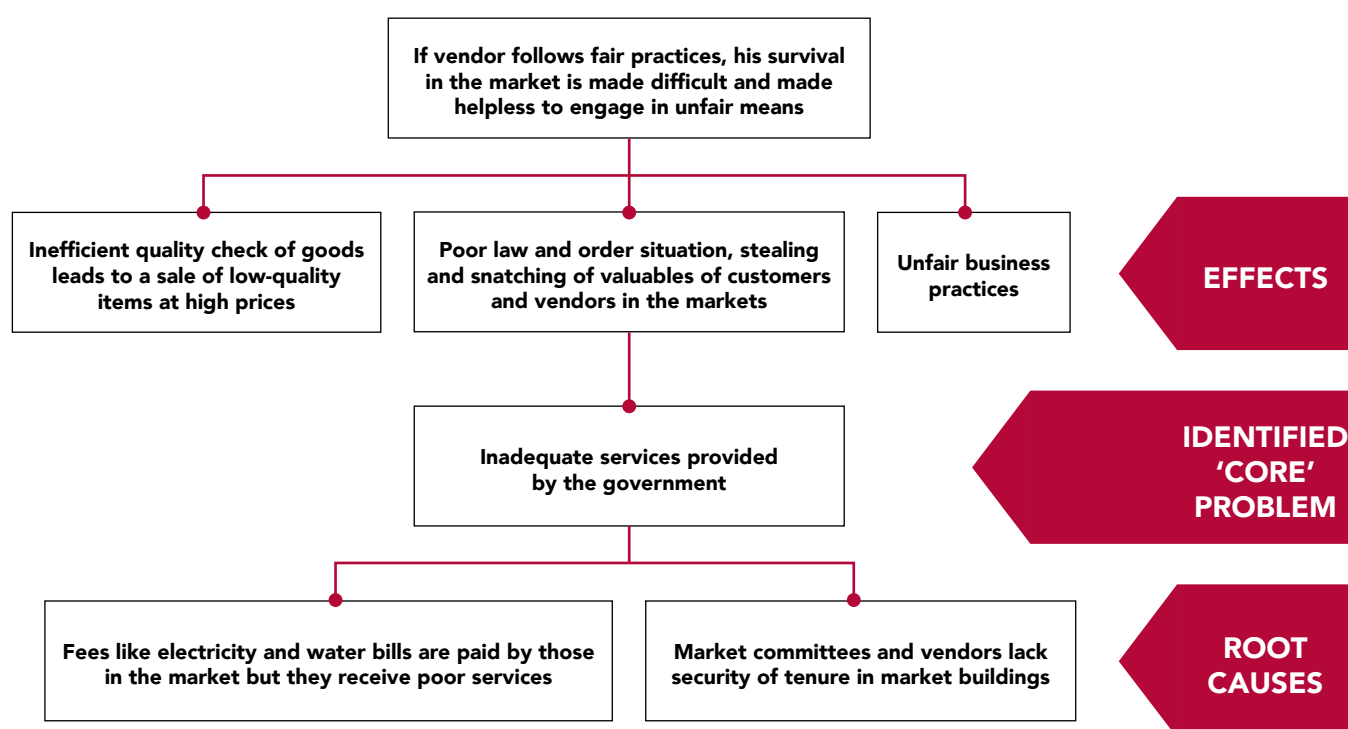 If vendor follows fair practices, his survival
in the market is made difficult and made
helpless to engage in unfair means
Inefficient quality check of goods
leads to a sale of low-quality
items at high prices
Poor law and order situation, stealing
and snatching of valuables of customers
and vendors in the markets
Unfair business
practices
EFFECTS
Inadequate services provided
by the government
IDENTIFIED
‘CORE’
PROBLEM
Fees like electricity and water bills are paid by those
in the market but they receive poor services
Market committees and vendors lack
security of tenure in market buildings
ROOT
CAUSES